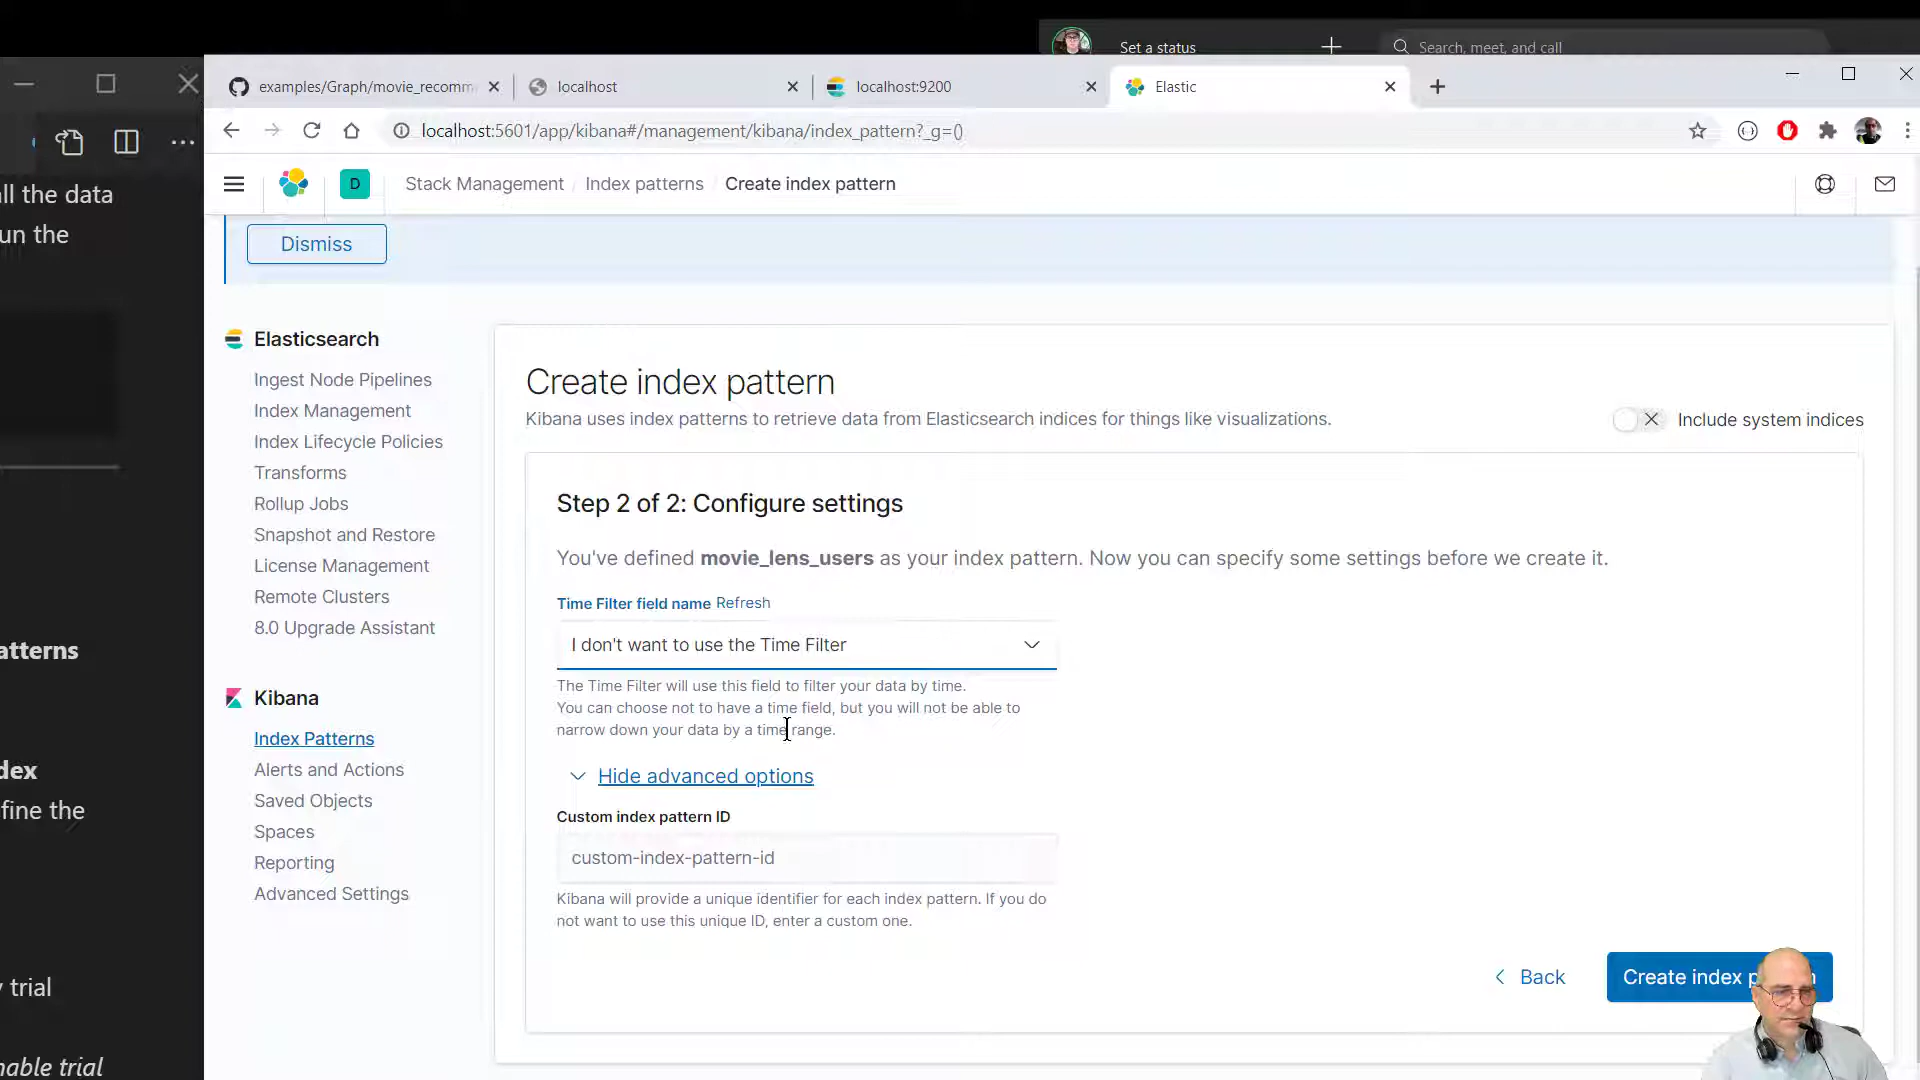 Set a status
Search, meet, and call
examples/Graph/movie_recomm
localhost
localhost:9200
Elastic
localhost:5601/app/kibana#/management/kibana/index_pattern?_g=()
D
Stack Management / Index patterns / Create index pattern
all the data
un the
atterns
dex
fine the
trial
nable trial
Dismiss
Elasticsearch
Ingest Node Pipelines
Index Management
Index Lifecycle Policies
Transforms
Rollup Jobs
Snapshot and Restore
License Management
Remote Clusters
8.0 Upgrade Assistant
Kibana
Index Patterns
Alerts and Actions
Saved Objects
Spaces
Reporting
Advanced Settings
Create index pattern
Kibana uses index patterns to retrieve data from Elasticsearch indices for things like visualizations.
Include system indices
Step 2 of 2: Configure settings
You've defined movie_lens_users as your index pattern. Now you can specify some settings before we create it.
Time Filter field name Refresh
I don't want to use the Time Filter
The Time Filter will use this field to filter your data by time.
You can choose not to have a time field, but you will not be able to
narrow down your data by a time range.
Hide advanced options
Custom index pattern ID
custom-index-pattern-id
Kibana will provide a unique identifier for each index pattern. If you do
not want to use this unique ID, enter a custom one.
Back
Create index p